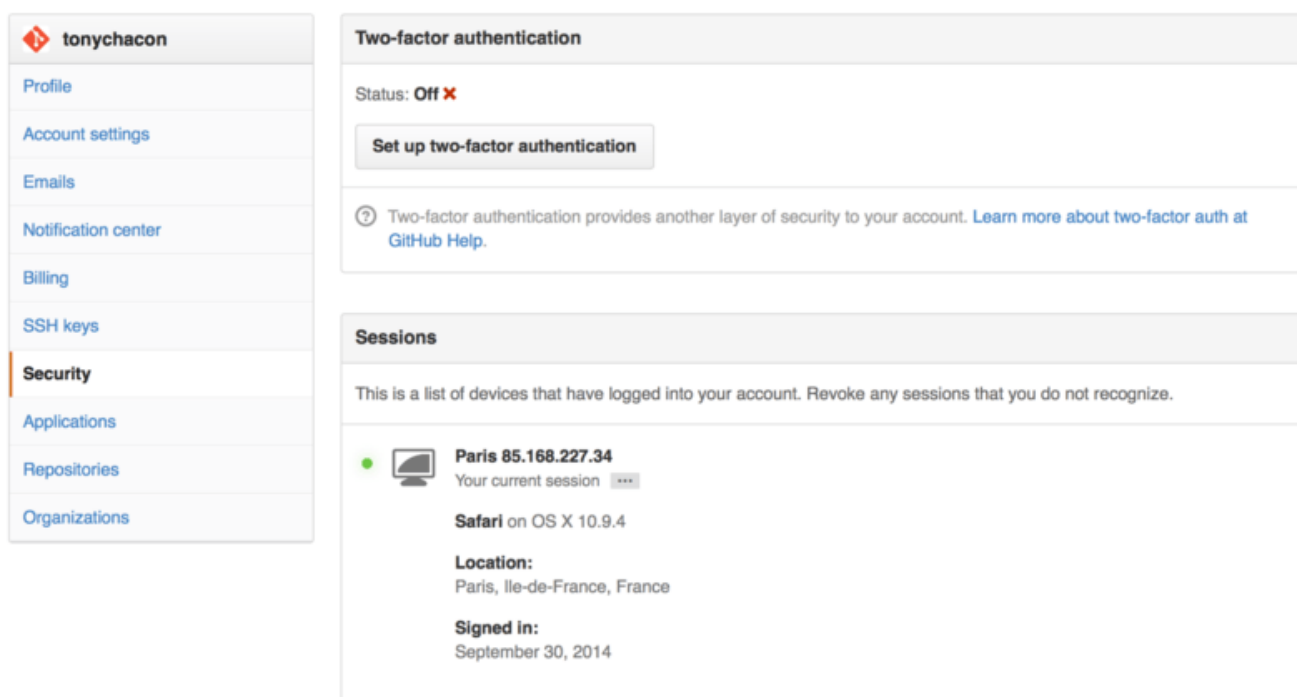 tonychacon
Profile
Account settings
Emails
Notification center
Billing
SSH keys
Security
Applications
Repositories
Organizations
Two-factor authentication
Status: Off ✖
Set up two-factor authentication
Two-factor authentication provides another layer of security to your account. Learn more about two-factor auth at
GitHub Help.
Sessions
This is a list of devices that have logged into your account. Revoke any sessions that you do not recognize.
Paris 85.168.227.34
Your current session ···
Safari on OS X 10.9.4
Location:
Paris, Ile-de-France, France
Signed in:
September 30, 2014